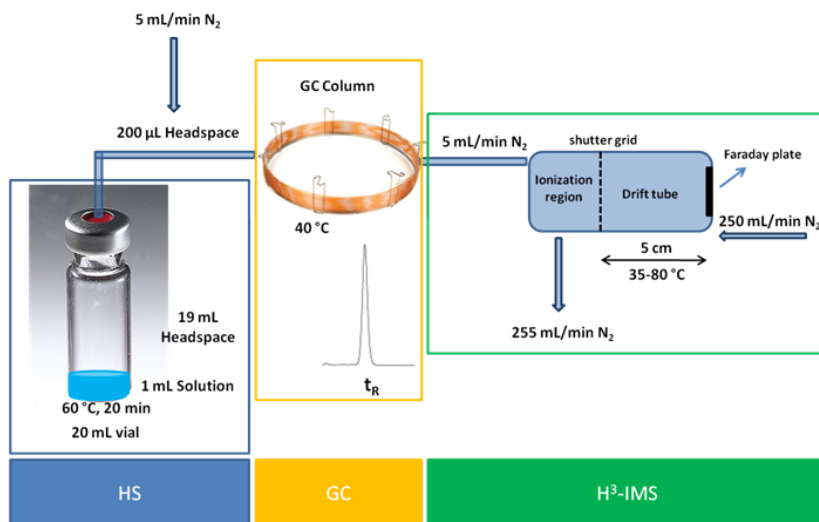 5 mL/min N₂
200 µL Headspace
19 mL
Headspace
1 mL Solution
60 °C, 20 min
20 mL vial
GC Column
40 °C
t_R
5 mL/min N₂
shutter grid
Faraday plate
Ionization
region
Drift tube
250 mL/min N₂
5 cm
35-80 °C
255 mL/min N₂
HS
GC
H³-IMS